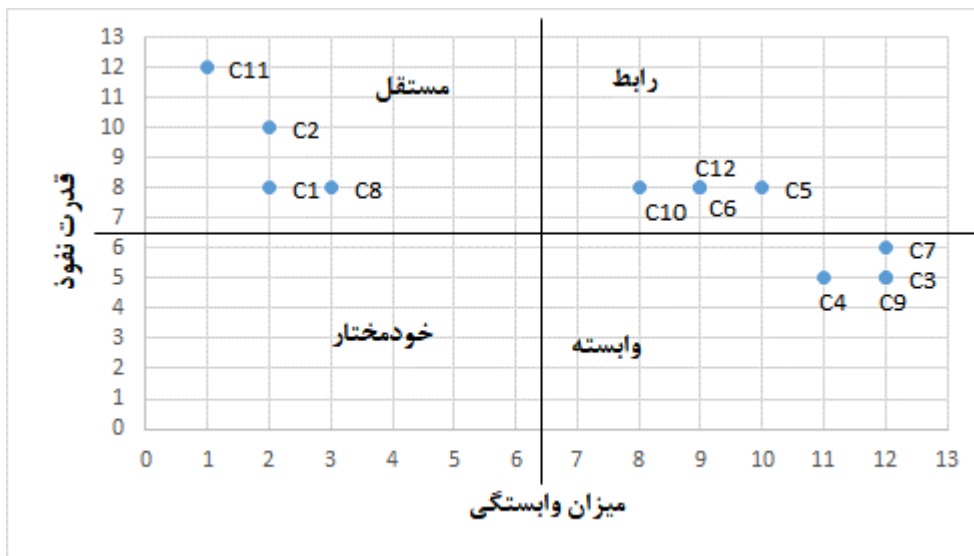 13
12
11
10
9
8
7
6
5
4
3
2
1
0
قدرت نفوذ
C11
مستقل
رابط
C2
C1
C8
C12
C10
C6
C5
C7
C3
C4
C9
خودمختار
وابسته
0 1 2 3 4 5 6 7 8 9 10 11 12 13
میزان وابستگی